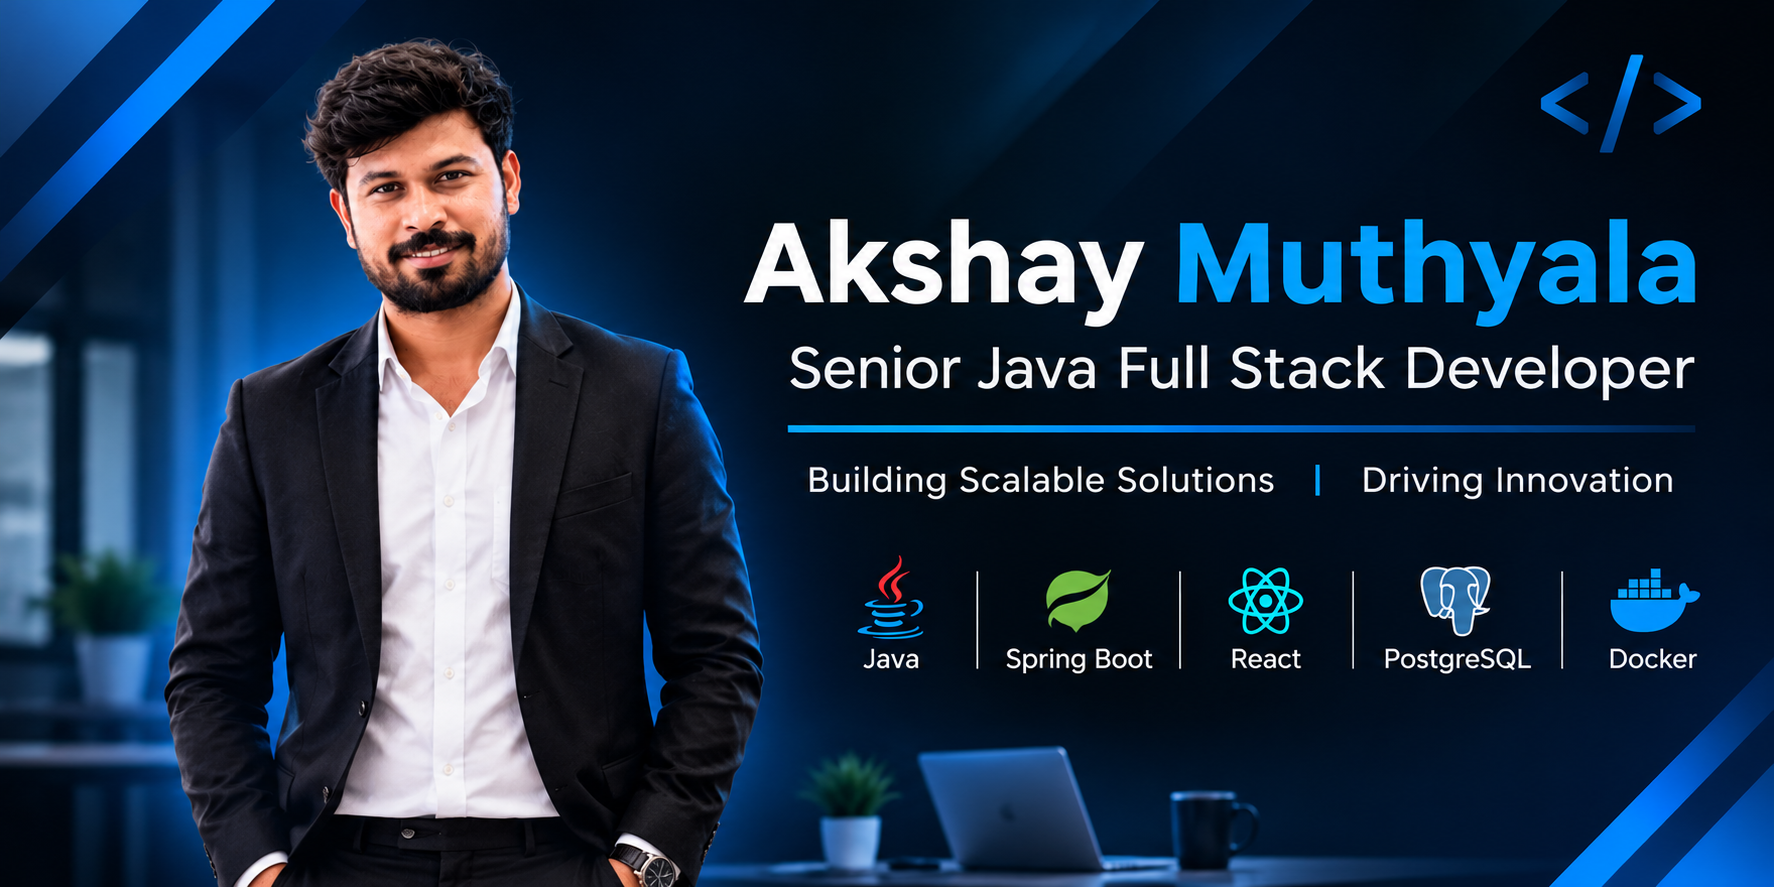 </>
Akshay Muthyala
Senior Java Full Stack Developer
Building Scalable Solutions | Driving Innovation
Java
Spring Boot
React
PostgreSQL
Docker